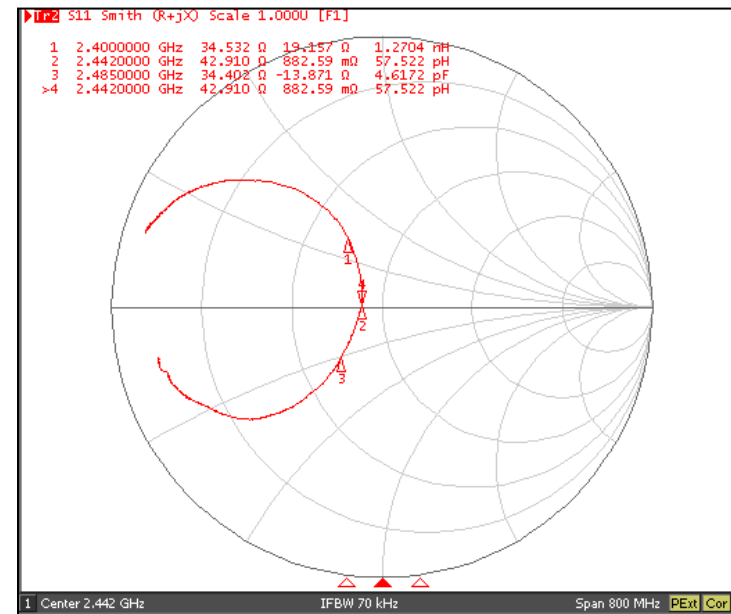 Tr2 S11 Smith (R+jX) Scale 1.000U [F1]
1 2.4000000 GHz 34.532 Ω 19.157 Ω 1.2704 nH
2 2.4420000 GHz 42.910 Ω 882.59 mΩ 57.522 pH
3 2.4850000 GHz 34.402 Ω -13.871 Ω 4.6172 pF
>4 2.4420000 GHz 42.910 Ω 882.59 mΩ 57.522 pH
1
4
2
3
1 Center 2.442 GHz IFBW 70 kHz Span 800 MHz PExt Cor